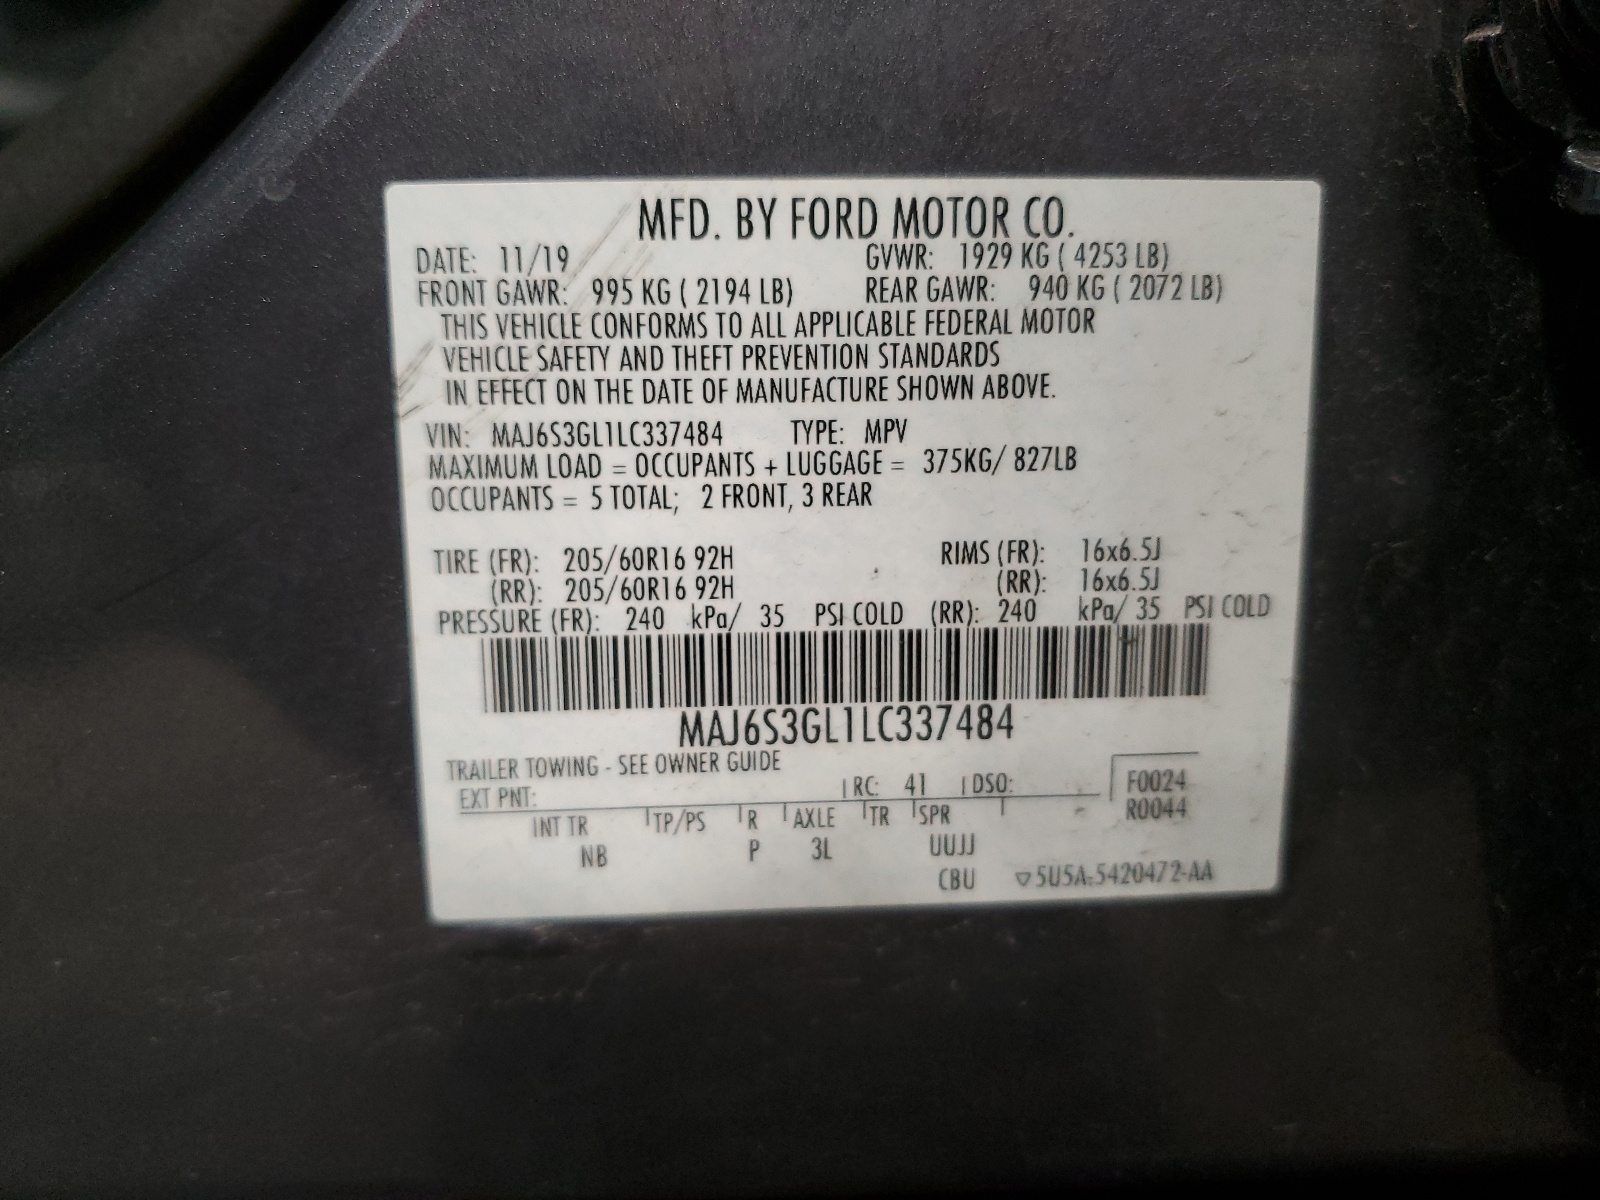 MFD. BY FORD MOTOR CO.
DATE: 11/19 GVWR: 1929 KG ( 4253 LB)
FRONT GAWR: 995 KG ( 2194 LB) REAR GAWR: 940 KG ( 2072 LB)
THIS VEHICLE CONFORMS TO ALL APPLICABLE FEDERAL MOTOR
VEHICLE SAFETY AND THEFT PREVENTION STANDARDS
IN EFFECT ON THE DATE OF MANUFACTURE SHOWN ABOVE.
VIN: MAJ6S3GL1LC337484 TYPE: MPV
MAXIMUM LOAD = OCCUPANTS + LUGGAGE = 375KG/ 827LB
OCCUPANTS = 5 TOTAL; 2 FRONT, 3 REAR
TIRE (FR): 205/60R16 92H RIMS (FR): 16x6.5J
(RR): 205/60R16 92H (RR): 16x6.5J
PRESSURE (FR): 240 kPa/ 35 PSI COLD (RR): 240 kPa/ 35 PSI COLD
MAJ6S3GL1LC337484
TRAILER TOWING - SEE OWNER GUIDE
EXT PNT: RC: 41 DSO: F0024
R0044
INT TR TP/PS R AXLE TR SPR
NB P 3L UUJJ
CBU ▽5U5A-5420472-AA